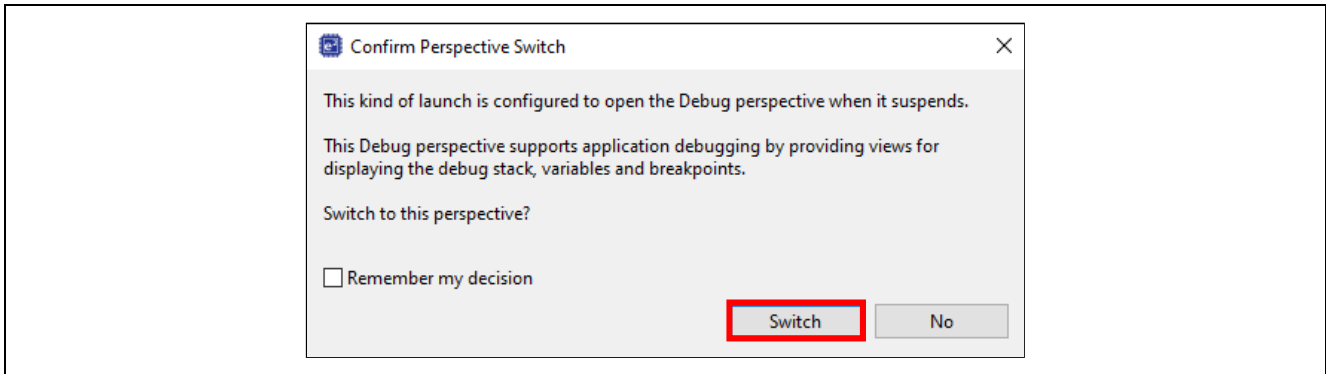 Confirm Perspective Switch
This kind of launch is configured to open the Debug perspective when it suspends.
This Debug perspective supports application debugging by providing views for
displaying the debug stack, variables and breakpoints.
Switch to this perspective?
Remember my decision
Switch No